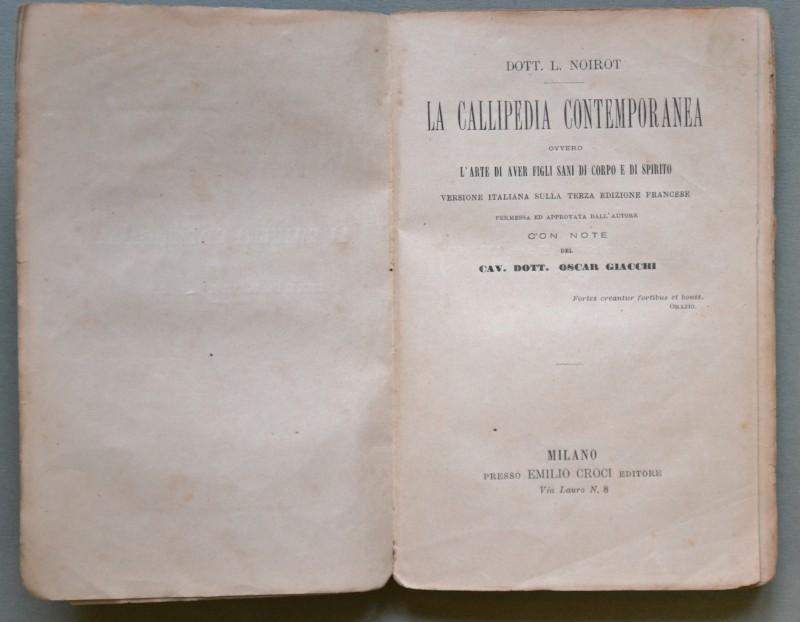 DOTT. L. NOIROT
LA CALLIPEDIA CONTEMPORANEA
OVVERO
L'ARTE DI AVER FIGLI SANI DI CORPO E DI SPIRITO
VERSIONE ITALIANA SULLA TERZA EDIZIONE FRANCESE
PERMESSA ED APPROVATA DALL'AUTORE
CON NOTE
DEL
CAV. DOTT. OSCAR GIACCHI
Fortes creantur fortibus et bonis.
ORAZIO.
MILANO
PRESSO EMILIO CROCI EDITORE
Via Lauro N. 8